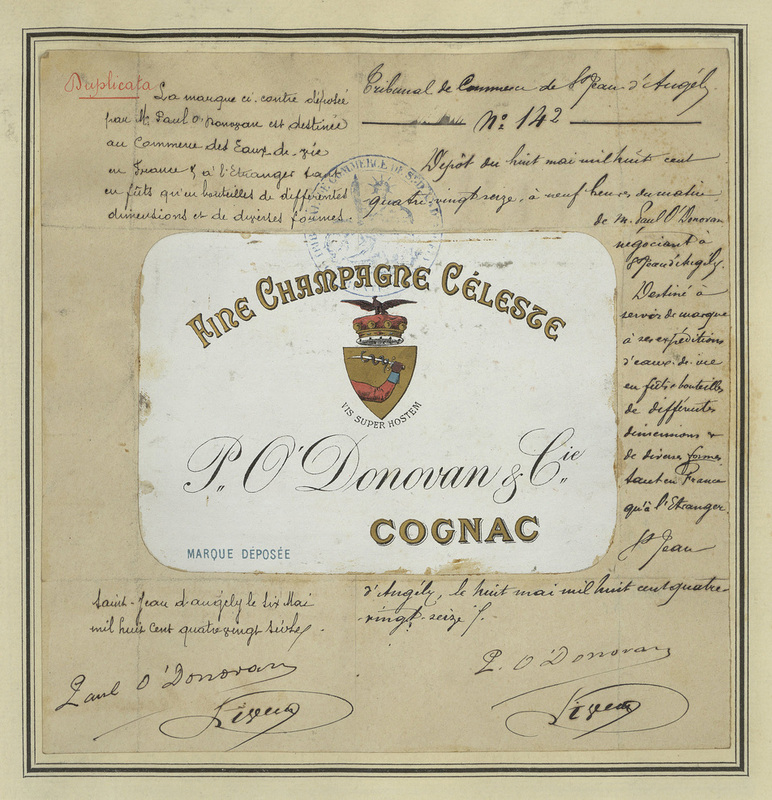 Duplicata
La marque ci-contre déposée
par Mr Paul O'Donovan est destinée
au Commerce des Eaux-de-vie
en France & à l'Etranger tant
en fûts qu'en bouteilles de differentes
dimensions et de diverses formes.
Tribunal de Commerce de St Jean d'Angély
No 142
Dépôt du huit mai mil huit cent
quatre vingt seize, à neuf heures du matin
de M. Paul O'Donovan
négociant à
St Jean d'Angély.
Destiné à
servir de marque
à ses expéditions
d'eaux-de-vie
en fûts & bouteilles
de différentes
dimensions &
de diverses formes
tant en France
qu'à l'Etranger.
St Jean
d'Angély, le huit mai mil huit cent quatre-
vingt-seize.
P. O'Donovan
FINE CHAMPAGNE CÉLESTE
VIS SUPER HOSTEM
P. O'Donovan & Cie
COGNAC
MARQUE DÉPOSÉE
Saint-Jean d'angély le six Mai
mil huit cent quatre vingt seize.
Paul O'Donovan